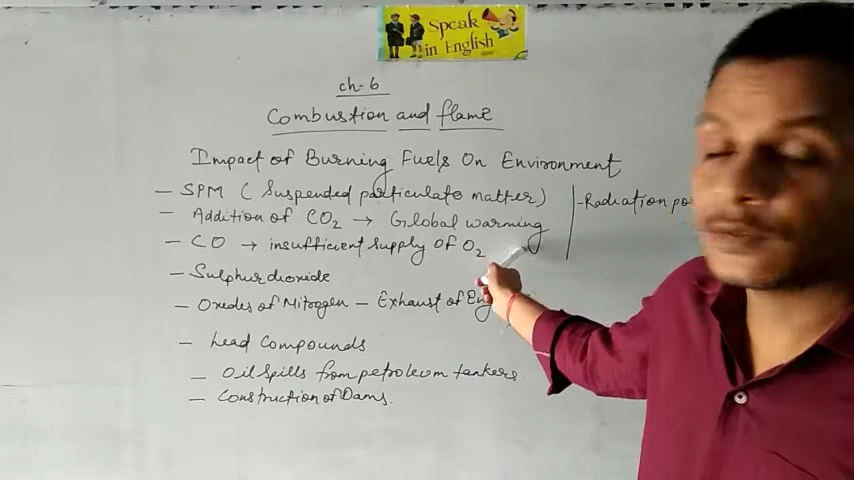 Speak
in English
ch-6
Combustion and flame
Impact of Burning Fuels On Environment
- SPM ( Suspended particulate matter)
- Radiation
- Addition of CO₂ → Global warming
- CO → insufficient supply of O₂
- Sulphur dioxide
- Oxedes of Nitrogen - Exhaust of
- Lead Compounds
- Oil Spills from petroleum tankers.
- Construction of Dams.